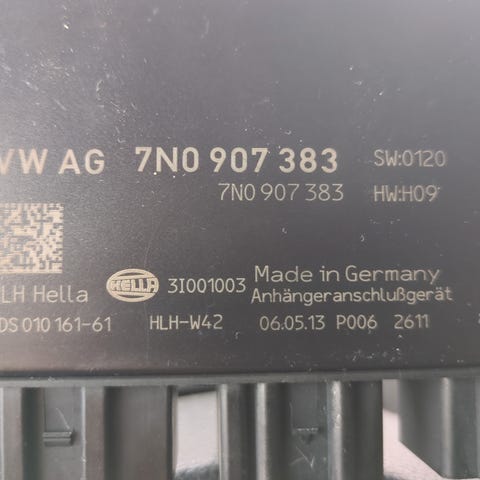 VW AG 7N0 907 383 SW:0120
7N0 907 383 HW:H09
LH Hella HELLA 3I001003 Made in Germany
Anhängeranschlußgerät
DS 010 161-61 HLH-W42 06.05.13 P006 2611